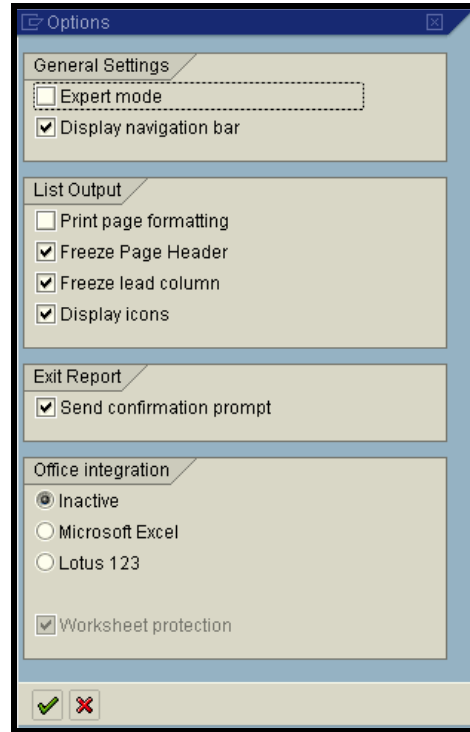 Options
General Settings
Expert mode
Display navigation bar
List Output
Print page formatting
Freeze Page Header
Freeze lead column
Display icons
Exit Report
Send confirmation prompt
Office integration
Inactive
Microsoft Excel
Lotus 123
Worksheet protection